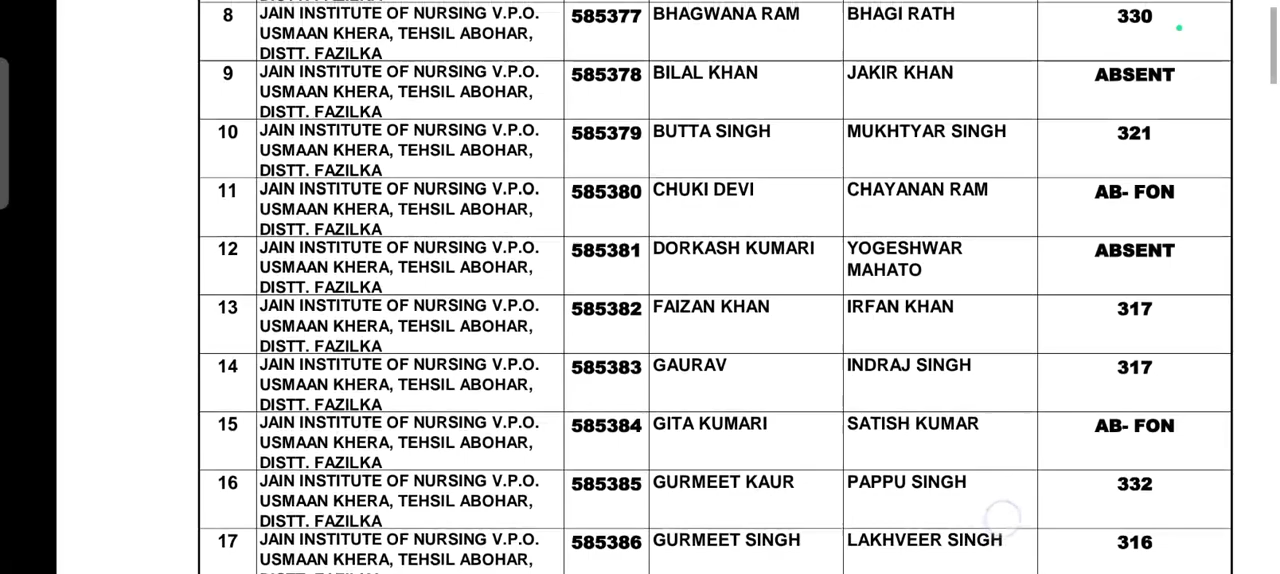 8 JAIN INSTITUTE OF NURSING V.P.O. 585377 BHAGWANA RAM BHAGI RATH 330
USMAAN KHERA, TEHSIL ABOHAR,
DISTT. FAZILKA
9 JAIN INSTITUTE OF NURSING V.P.O. 585378 BILAL KHAN JAKIR KHAN ABSENT
USMAAN KHERA, TEHSIL ABOHAR,
DISTT. FAZILKA
10 JAIN INSTITUTE OF NURSING V.P.O. 585379 BUTTA SINGH MUKHTYAR SINGH 321
USMAAN KHERA, TEHSIL ABOHAR,
DISTT. FAZILKA
11 JAIN INSTITUTE OF NURSING V.P.O. 585380 CHUKI DEVI CHAYANAN RAM AB- FON
USMAAN KHERA, TEHSIL ABOHAR,
DISTT. FAZILKA
12 JAIN INSTITUTE OF NURSING V.P.O. 585381 DORKASH KUMARI YOGESHWAR ABSENT
USMAAN KHERA, TEHSIL ABOHAR, MAHATO
DISTT. FAZILKA
13 JAIN INSTITUTE OF NURSING V.P.O. 585382 FAIZAN KHAN IRFAN KHAN 317
USMAAN KHERA, TEHSIL ABOHAR,
DISTT. FAZILKA
14 JAIN INSTITUTE OF NURSING V.P.O. 585383 GAURAV INDRAJ SINGH 317
USMAAN KHERA, TEHSIL ABOHAR,
DISTT. FAZILKA
15 JAIN INSTITUTE OF NURSING V.P.O. 585384 GITA KUMARI SATISH KUMAR AB- FON
USMAAN KHERA, TEHSIL ABOHAR,
DISTT. FAZILKA
16 JAIN INSTITUTE OF NURSING V.P.O. 585385 GURMEET KAUR PAPPU SINGH 332
USMAAN KHERA, TEHSIL ABOHAR,
DISTT. FAZILKA
17 JAIN INSTITUTE OF NURSING V.P.O. 585386 GURMEET SINGH LAKHVEER SINGH 316
USMAAN KHERA, TEHSIL ABOHAR,